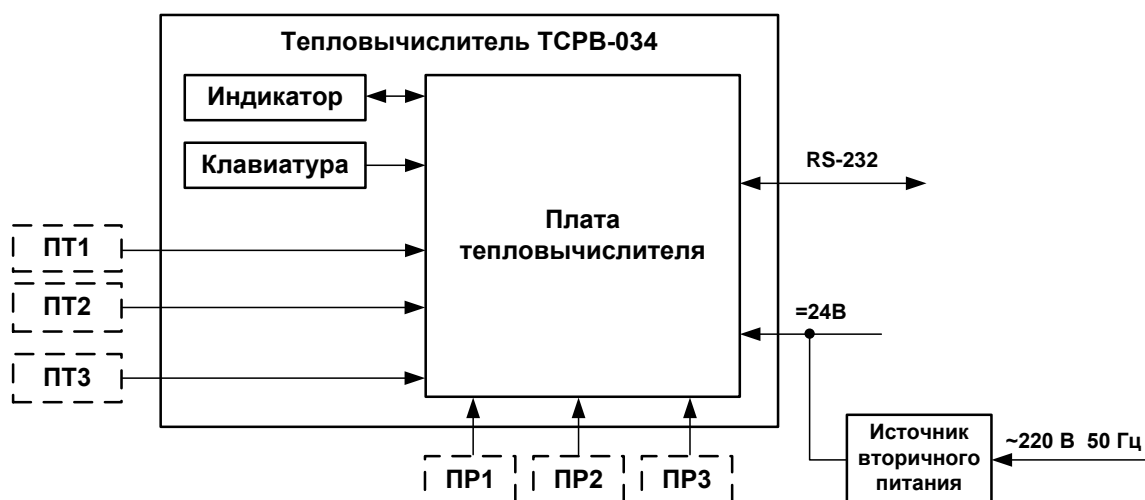 Тепловычислитель ТСРВ-034
Индикатор
Клавиатура
RS-232
Плата
тепловычислителя
ПТ1
ПТ2
ПТ3
=24В
ПР1
ПР2
ПР3
Источник
вторичного
питания
~220 В 50 Гц